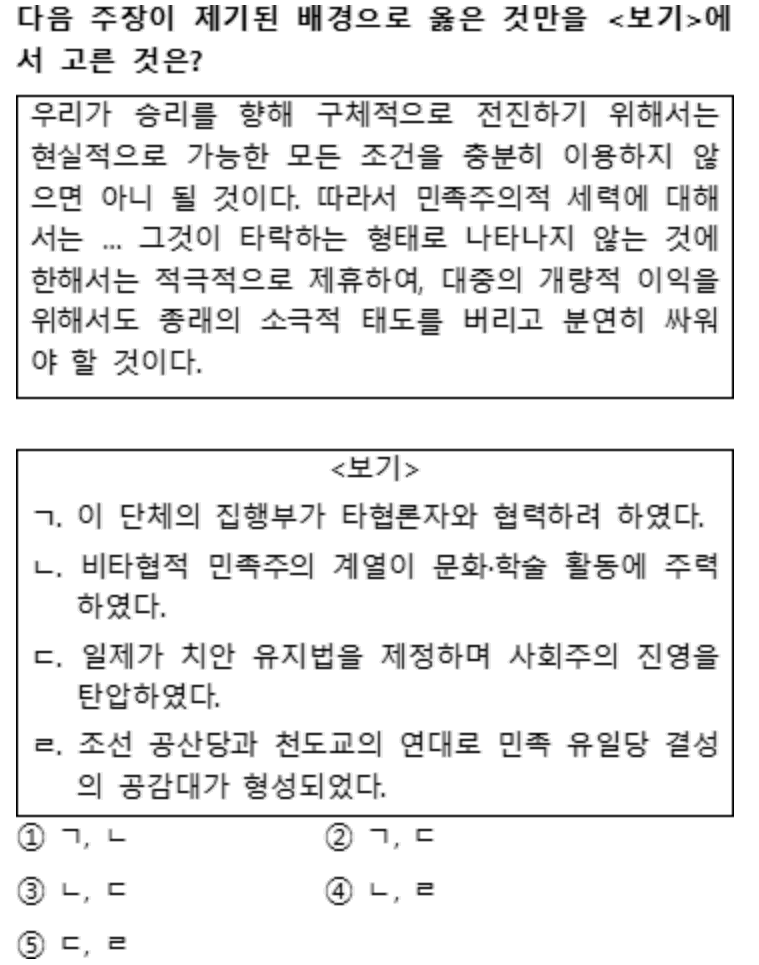 다음 주장이 제기된 배경으로 옳은 것만을 <보기>에
서 고른 것은?
우리가 승리를 향해 구체적으로 전진하기 위해서는
현실적으로 가능한 모든 조건을 충분히 이용하지 않
으면 아니 될 것이다. 따라서 민족주의적 세력에 대해
서는 ... 그것이 타락하는 형태로 나타나지 않는 것에
한해서는 적극적으로 제휴하여, 대중의 개량적 이익을
위해서도 종래의 소극적 태도를 버리고 분연히 싸워
야 할 것이다.
<보기>
ㄱ. 이 단체의 집행부가 타협론자와 협력하려 하였다.
ㄴ. 비타협적 민족주의 계열이 문화·학술 활동에 주력
하였다.
ㄷ. 일제가 치안 유지법을 제정하며 사회주의 진영을
탄압하였다.
ㄹ. 조선 공산당과 천도교의 연대로 민족 유일당 결성
의 공감대가 형성되었다.
① ㄱ, ㄴ ② ㄱ, ㄷ
③ ㄴ, ㄷ ④ ㄴ, ㄹ
⑤ ㄷ, ㄹ